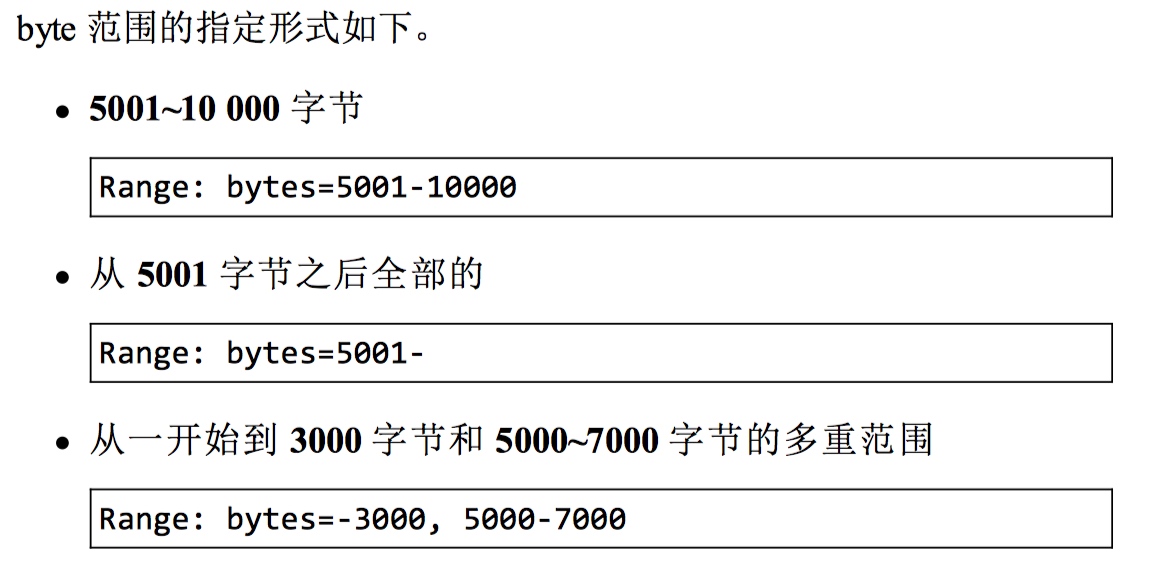 byte 范围的指定形式如下。
• 5001~10 000 字节
Range: bytes=5001-10000
• 从 5001 字节之后全部的
Range: bytes=5001-
• 从一开始到 3000 字节和 5000~7000 字节的多重范围
Range: bytes=-3000, 5000-7000